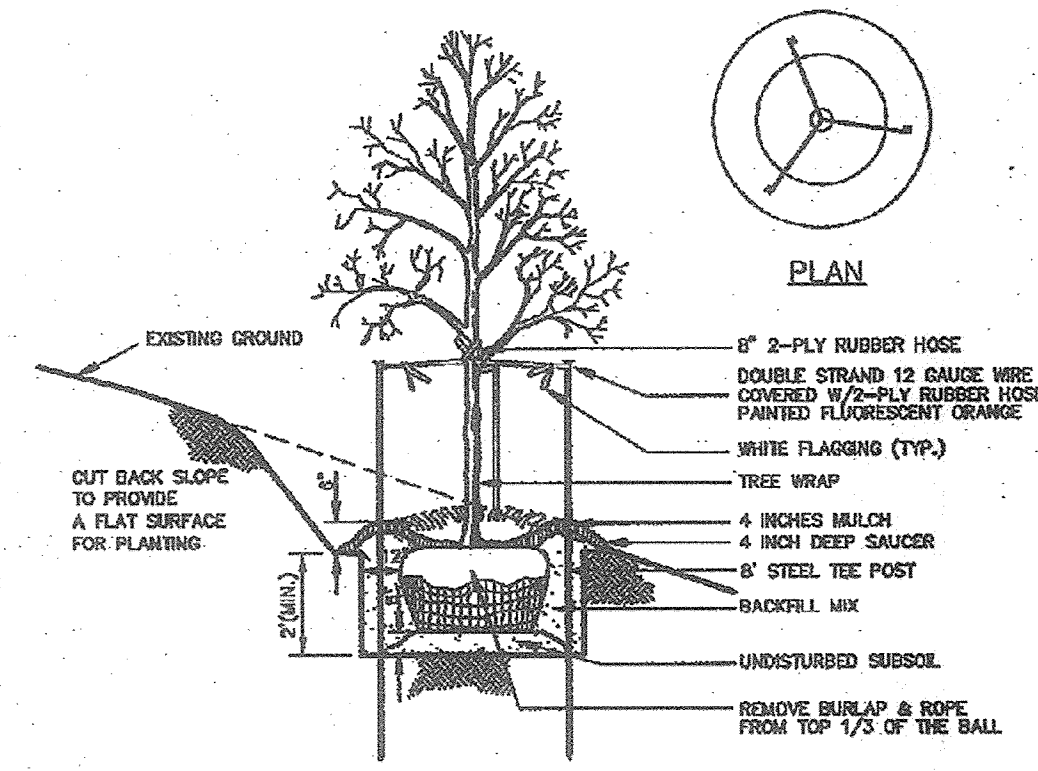 PLAN
EXISTING GROUND
8" 2-PLY RUBBER HOSE
DOUBLE STRAND 12 GAUGE WIRE
COVERED W/2-PLY RUBBER HOSE
PAINTED FLUORESCENT ORANGE
WHITE FLAGGING (TYP.)
CUT BACK SLOPE
TO PROVIDE
A FLAT SURFACE
FOR PLANTING
6"
TREE WRAP
4 INCHES MULCH
4 INCH DEEP SAUCER
8' STEEL TEE POST
2'(MIN.)
BACKFILL MIX
UNDISTURBED SUBSOIL
REMOVE BURLAP & ROPE
FROM TOP 1/3 OF THE BALL